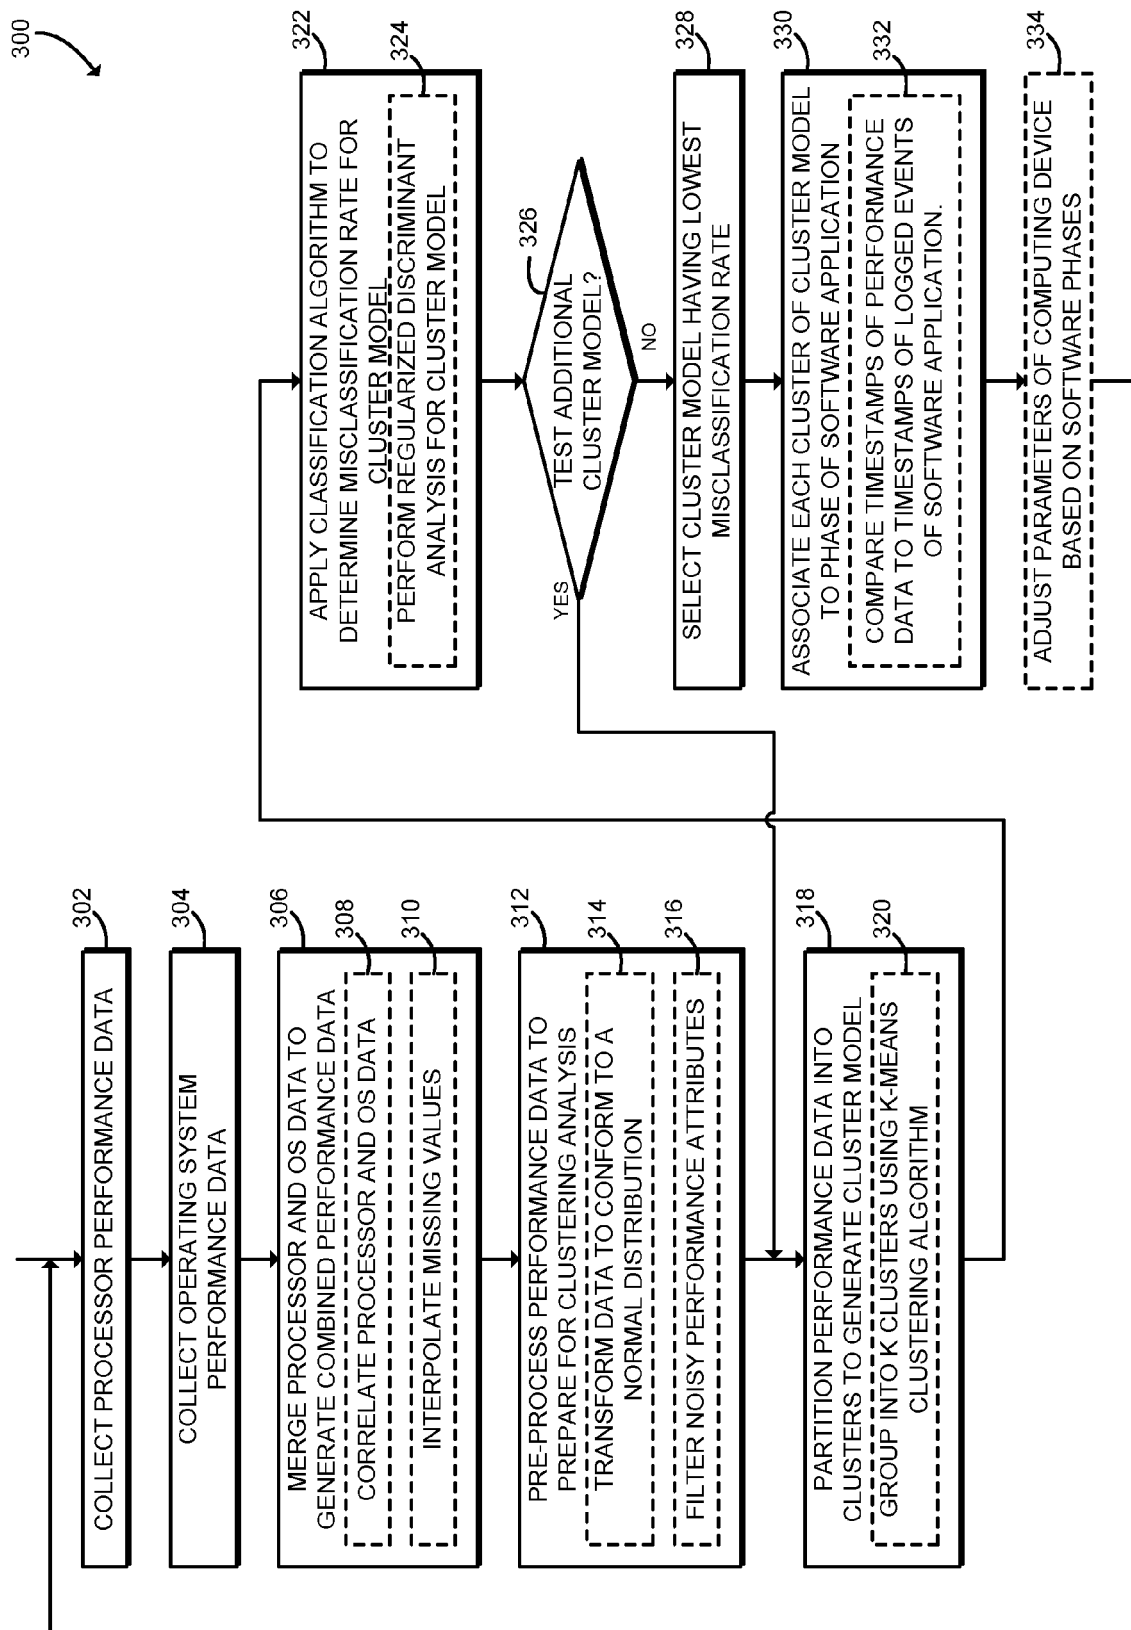 300
302
COLLECT PROCESSOR PERFORMANCE DATA
304
COLLECT OPERATING SYSTEM
PERFORMANCE DATA
306
MERGE PROCESSOR AND OS DATA TO
GENERATE COMBINED PERFORMANCE DATA
308
CORRELATE PROCESSOR AND OS DATA
310
INTERPOLATE MISSING VALUES
312
PRE-PROCESS PERFORMANCE DATA TO
PREPARE FOR CLUSTERING ANALYSIS
314
TRANSFORM DATA TO CONFORM TO A
NORMAL DISTRIBUTION
316
FILTER NOISY PERFORMANCE ATTRIBUTES
318
PARTITION PERFORMANCE DATA INTO
CLUSTERS TO GENERATE CLUSTER MODEL
320
GROUP INTO K CLUSTERS USING K-MEANS
CLUSTERING ALGORITHM
322
APPLY CLASSIFICATION ALGORITHM TO
DETERMINE MISCLASSIFICATION RATE FOR
CLUSTER MODEL
324
PERFORM REGULARIZED DISCRIMINANT
ANALYSIS FOR CLUSTER MODEL
326
TEST ADDITIONAL
CLUSTER MODEL?
YES
NO
328
SELECT CLUSTER MODEL HAVING LOWEST
MISCLASSIFICATION RATE
330
ASSOCIATE EACH CLUSTER OF CLUSTER MODEL
TO PHASE OF SOFTWARE APPLICATION
332
COMPARE TIMESTAMPS OF PERFORMANCE
DATA TO TIMESTAMPS OF LOGGED EVENTS
OF SOFTWARE APPLICATION.
334
ADJUST PARAMETERS OF COMPUTING DEVICE
BASED ON SOFTWARE PHASES